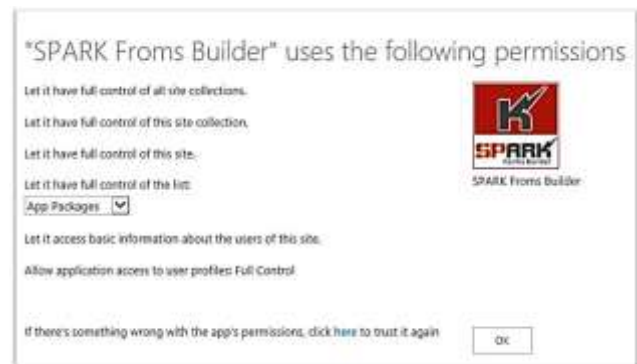 "SPARK Froms Builder" uses the following permissions
Let it have full control of all site collections.
Let it have full control of this site collection.
Let it have full control of this site.
Let it have full control of the list:
App Packages
Let it access basic information about the users of this site.
Allow application access to user profiles: Full Control
If there's something wrong with the app's permissions, click here to trust it again
K
SPARK
Forms Builder
SPARK Froms Builder
OK